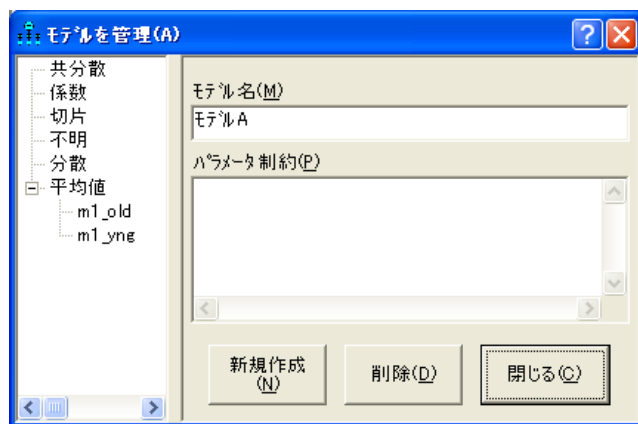 モデルを管理(A)
共分散
係数
切片
不明
分散
平均値
m1_old
m1_yng
モデル名(M)
モデルA
パラメータ制約(P)
新規作成
(N)
削除(D)
閉じる(C)